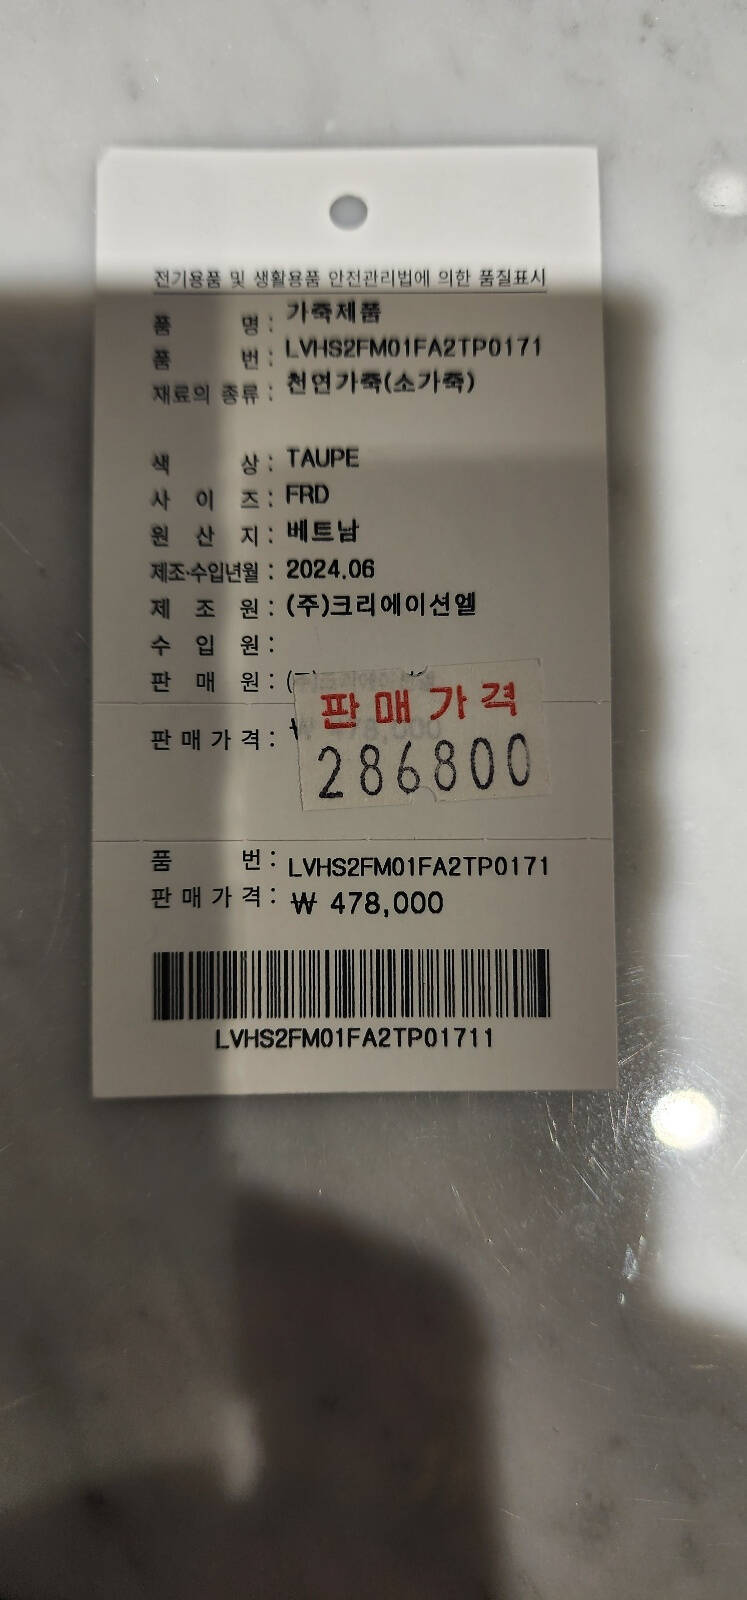 전기용품 및 생활용품 안전관리법에 의한 품질표시
품 명 : 가죽제품
품 번 : LVHS2FM01FA2TP0171
재료의 종류 : 천연가죽(소가죽)
색 상 : TAUPE
사 이 즈 : FRD
원 산 지 : 베트남
제조·수입년월 : 2024.06
제 조 원 : (주)크리에이션엘
수 입 원 :
판 매 원 :
판매가격
판 매 가 격 :
286800
품 번 : LVHS2FM01FA2TP0171
판 매 가 격 : ₩ 478,000
LVHS2FM01FA2TP01711